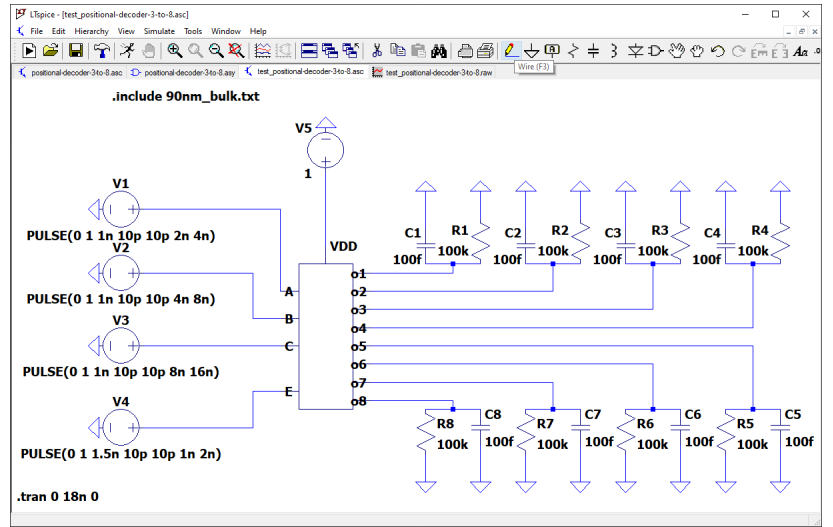 LTspice - [test_positional-decoder-3-to-8.asc]
File Edit Hierarchy View Simulate Tools Window Help
positional-decoder-3-to-8.asc positional-decoder-3-to-8.asy test_positional-decoder-3-to-8.asc test_positional-decoder-3-to-8.raw
Wire (F3)
.include 90nm_bulk.txt
V5
1
VDD
V1
PULSE(0 1 1n 10p 10p 2n 4n)
V2
PULSE(0 1 1n 10p 10p 4n 8n)
V3
PULSE(0 1 1n 10p 10p 8n 16n)
V4
PULSE(0 1 1.5n 10p 10p 1n 2n)
A
B
C
E
o1
o2
o3
o4
o5
o6
o7
o8
C1 R1 C2 R2 C3 R3 C4 R4
100k 100k 100k 100k
100f 100f 100f 100f
R8 C8 R7 C7 R6 C6 R5 C5
100k 100f 100k 100f 100k 100f 100k 100f
.tran 0 18n 0